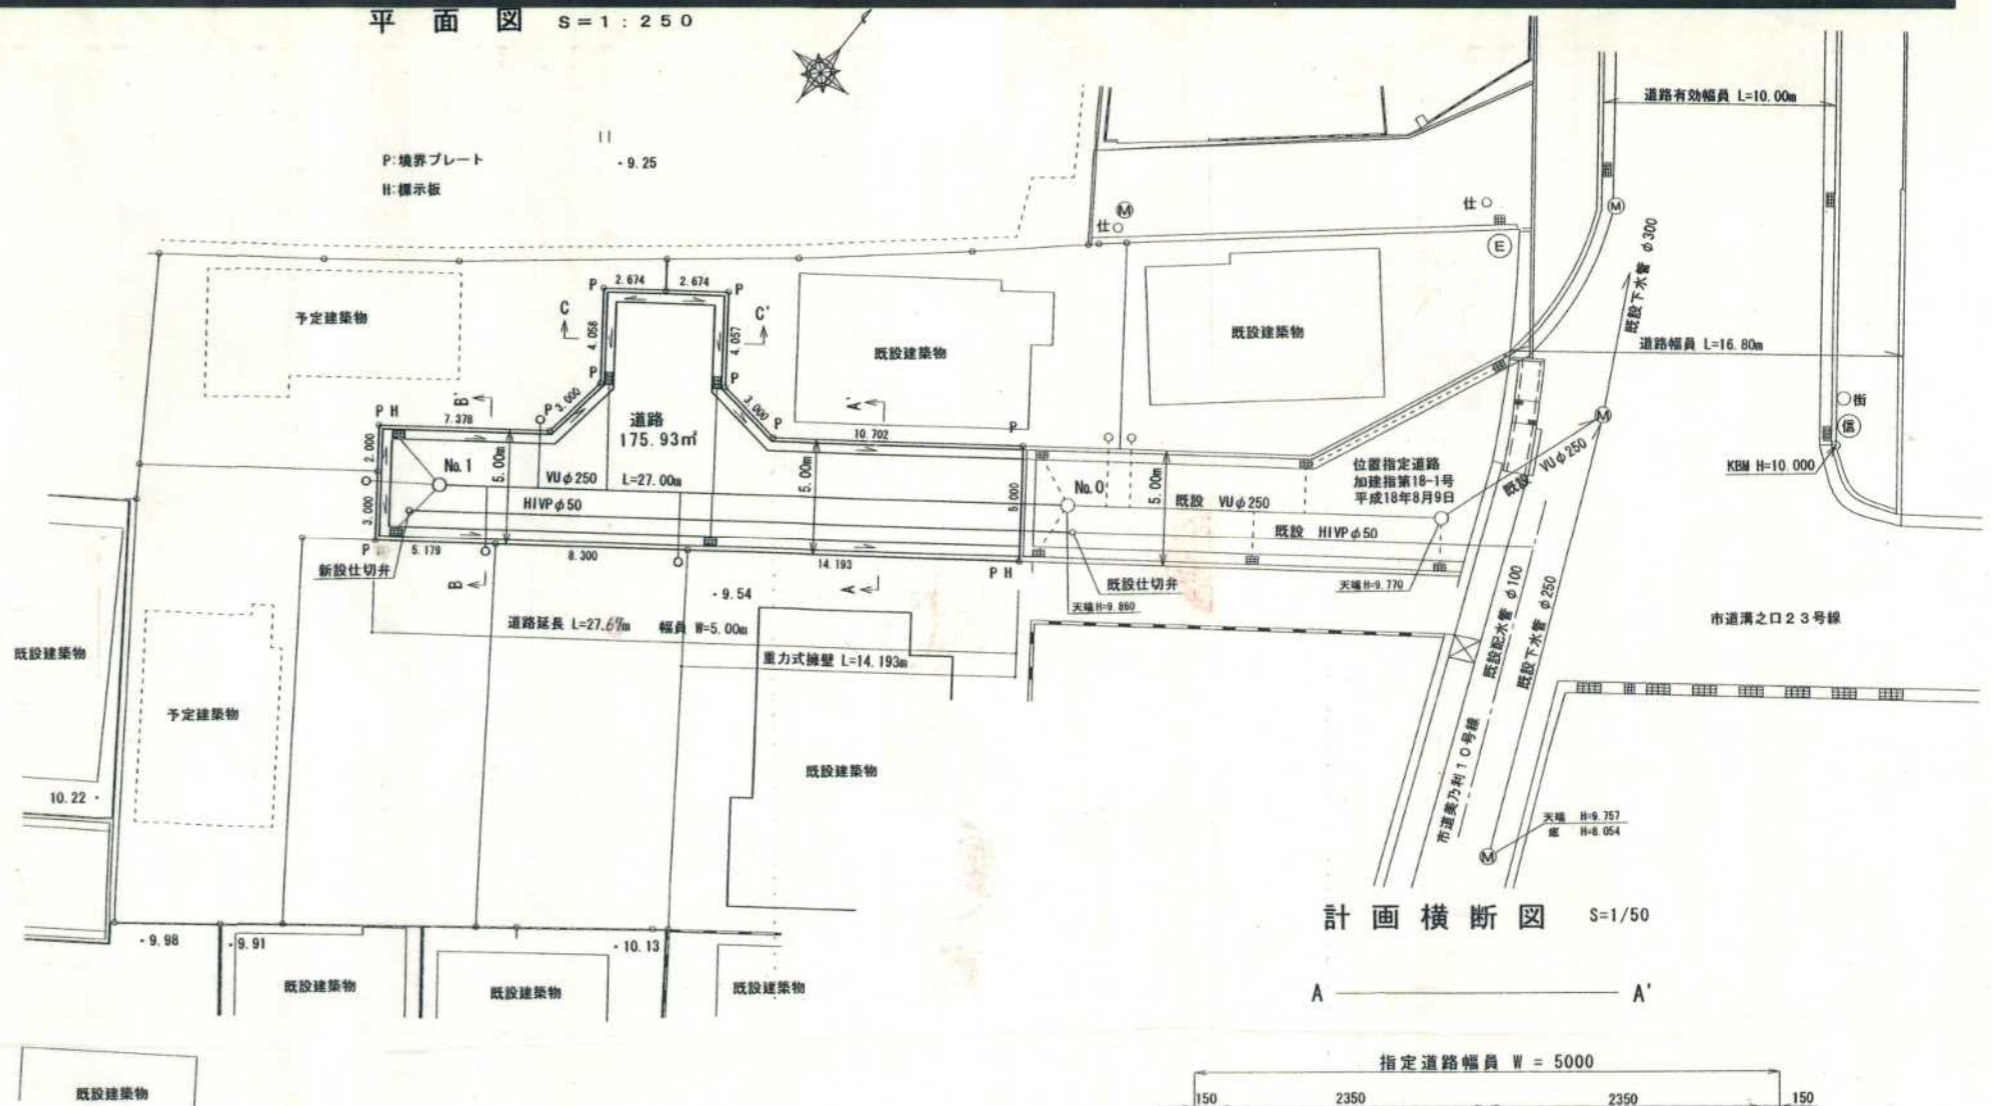 平面図 S=1:250
道路有効幅員 L=10.00m
P:境界プレート
H:標示板
9.25
仕
M
仕
M
E
既設下水管 φ300
道路幅員 L=16.80m
街
信
KBM H=10.000
M
既設 VUφ250
予定建築物
P 2.674 2.674 P
C C'
4.058 4.057
既設建築物
既設建築物
P P
3.000 3.000
道路
175.93㎡
P H 7.378 B' P
P 10.702 A' P
2.000
3.000
No.1
5.00m
VUφ250 L=27.00m
HIVPφ50
5.00m
5.000
No.0
5.00m
既設 VUφ250
既設 HIVPφ50
位置指定道路
加建指第18-1号
平成18年8月9日
P 5.179 8.300 14.193 P H
新設仕切弁
B A
既設仕切弁
天端H=9.860
天端H=9.770
9.54
道路延長 L=27.67m 幅員 W=5.00m
重力式擁壁 L=14.193m
既設配水管 φ100
既設下水管 φ250
市道溝之口23号線
市道美乃利10号線
天端 H=9.757
底 H=8.054
M
既設建築物
予定建築物
既設建築物
10.22
9.98
9.91
10.13
既設建築物
既設建築物
既設建築物
既設建築物
計画横断図 S=1/50
A A'
指定道路幅員 W = 5000
150 2350 2350 150